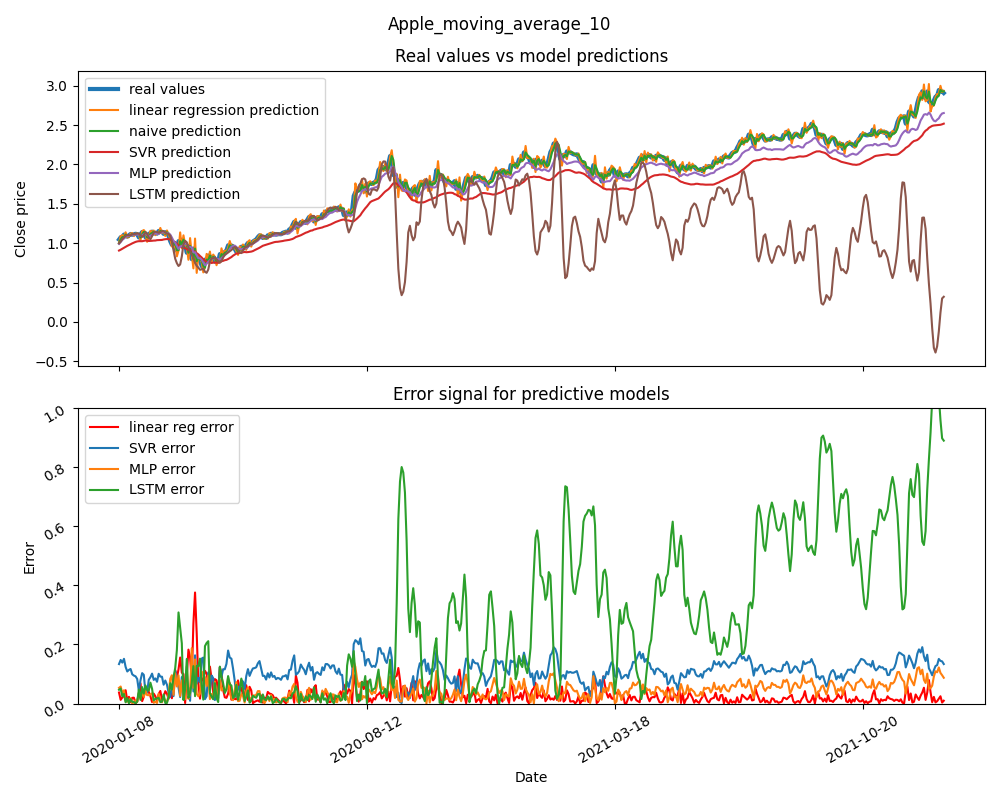 Apple_moving_average_10
Real values vs model predictions
Close price
3.0
2.5
2.0
1.5
1.0
0.5
0.0
−0.5
real values
linear regression prediction
naive prediction
SVR prediction
MLP prediction
LSTM prediction
Error signal for predictive models
Error
1.0
0.8
0.6
0.4
0.2
0.0
linear reg error
SVR error
MLP error
LSTM error
2020-01-08
2020-08-12
2021-03-18
2021-10-20
Date